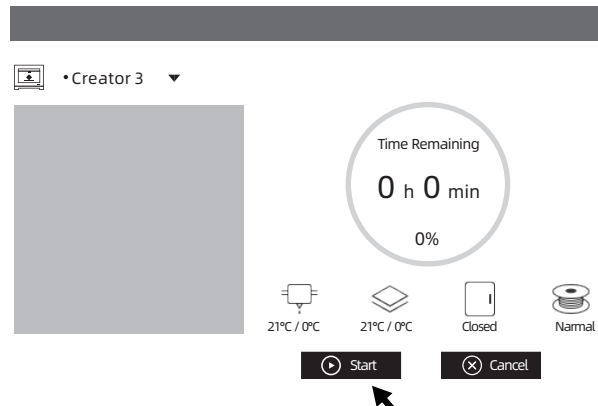 •Creator 3
Time Remaining
0 h 0 min
0%
21°C / 0°C 21°C / 0°C Closed Narmal
Start Cancel